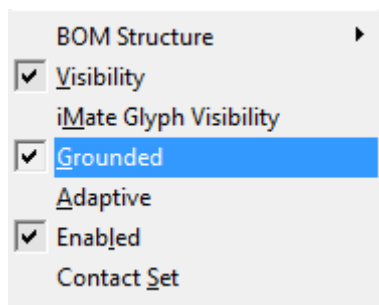 BOM Structure
Visibility
iMate Glyph Visibility
Grounded
Adaptive
Enabled
Contact Set